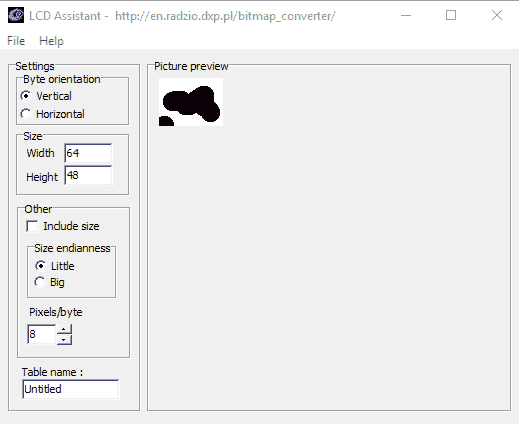 LCD Assistant -  http://en.radzio.dxp.pl/bitmap_converter/
File Help
Settings
Byte orientation
Vertical
Horizontal
Size
Width 64
Height 48
Other
Include size
Size endianness
Little
Big
Pixels/byte
8
Table name :
Untitled
Picture preview